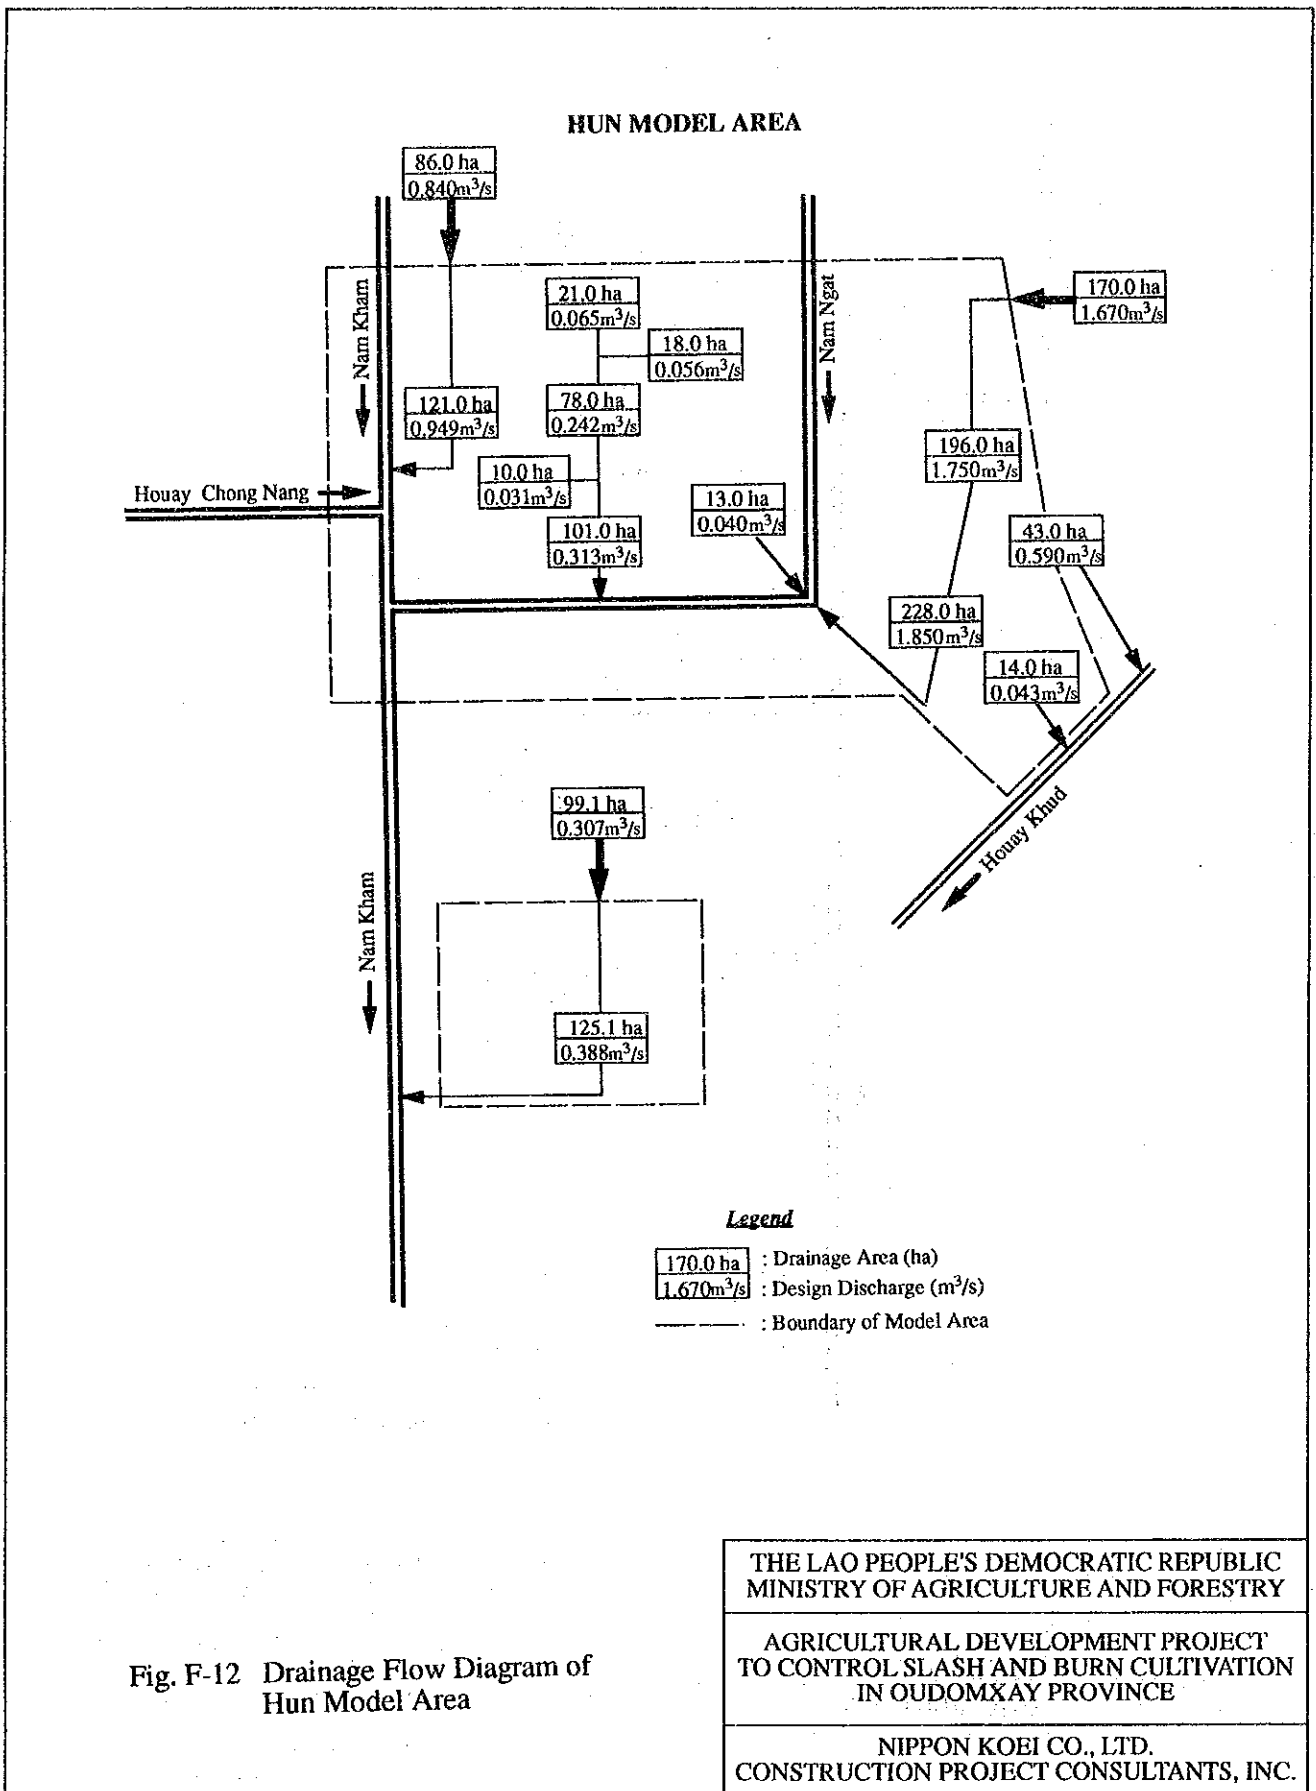 HUN MODEL AREA
86.0 ha
0.840m³/s
Nam Kham
21.0 ha
0.065m³/s
18.0 ha
0.056m³/s
Nam Ngat
170.0 ha
1.670m³/s
121.0 ha
0.949m³/s
78.0 ha
0.242m³/s
196.0 ha
1.750m³/s
10.0 ha
0.031m³/s
Houay Chong Nang
13.0 ha
0.040m³/s
101.0 ha
0.313m³/s
43.0 ha
0.590m³/s
228.0 ha
1.850m³/s
14.0 ha
0.043m³/s
Houay Khud
99.1 ha
0.307m³/s
Nam Kham
125.1 ha
0.388m³/s
Legend
170.0 ha : Drainage Area (ha)
1.670m³/s : Design Discharge (m³/s)
: Boundary of Model Area
Fig. F-12 Drainage Flow Diagram of
Hun Model Area
THE LAO PEOPLE'S DEMOCRATIC REPUBLIC
MINISTRY OF AGRICULTURE AND FORESTRY
AGRICULTURAL DEVELOPMENT PROJECT
TO CONTROL SLASH AND BURN CULTIVATION
IN OUDOMXAY PROVINCE
NIPPON KOEI CO., LTD.
CONSTRUCTION PROJECT CONSULTANTS, INC.